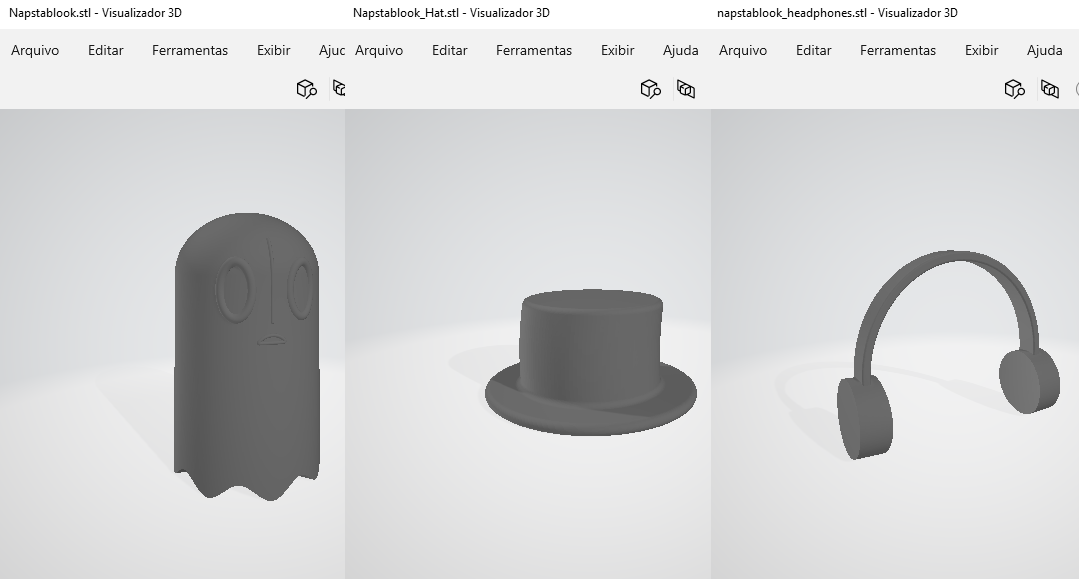 Napstablook.stl - Visualizador 3D
Arquivo Editar Ferramentas Exibir Ajuc
Napstablook_Hat.stl - Visualizador 3D
Arquivo Editar Ferramentas Exibir Ajuda
napstablook_headphones.stl - Visualizador 3D
Arquivo Editar Ferramentas Exibir Ajuda